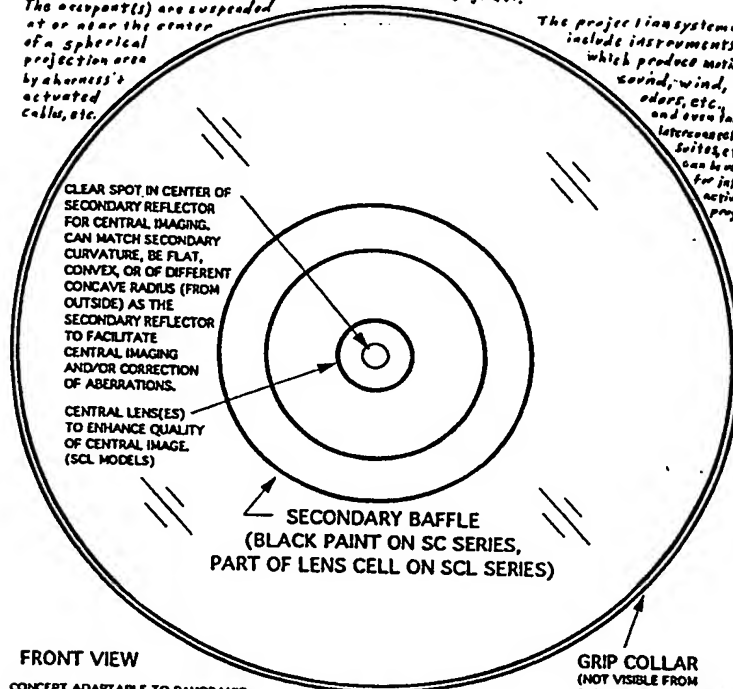 The occupant(s) are suspended
at or near the center
of a spherical
projection area
by a harness &
actuated
cables, etc.
The projection systems
include instruments
which produce
sound, wind,
odors, etc.,
and even
CLEAR SPOT IN CENTER OF
SECONDARY REFLECTOR
FOR CENTRAL IMAGING.
CAN MATCH SECONDARY
CURVATURE, BE FLAT,
CONVEX, OR OF DIFFERENT
CONCAVE RADIUS (FROM
OUTSIDE) AS THE
SECONDARY REFLECTOR
TO FACILITATE
CENTRAL IMAGING
AND/OR CORRECTION
OF ABERRATIONS.
CENTRAL LENS(ES)
TO ENHANCE QUALITY
OF CENTRAL IMAGE.
(SCL MODELS)
SECONDARY BAFFLE
(BLACK PAINT ON SC SERIES,
PART OF LENS CELL ON SCL SERIES)
FRONT VIEW
GRIP COLLAR
(NOT VISIBLE FROM
CONCEPT ADAPTABLE TO PANORAMIC